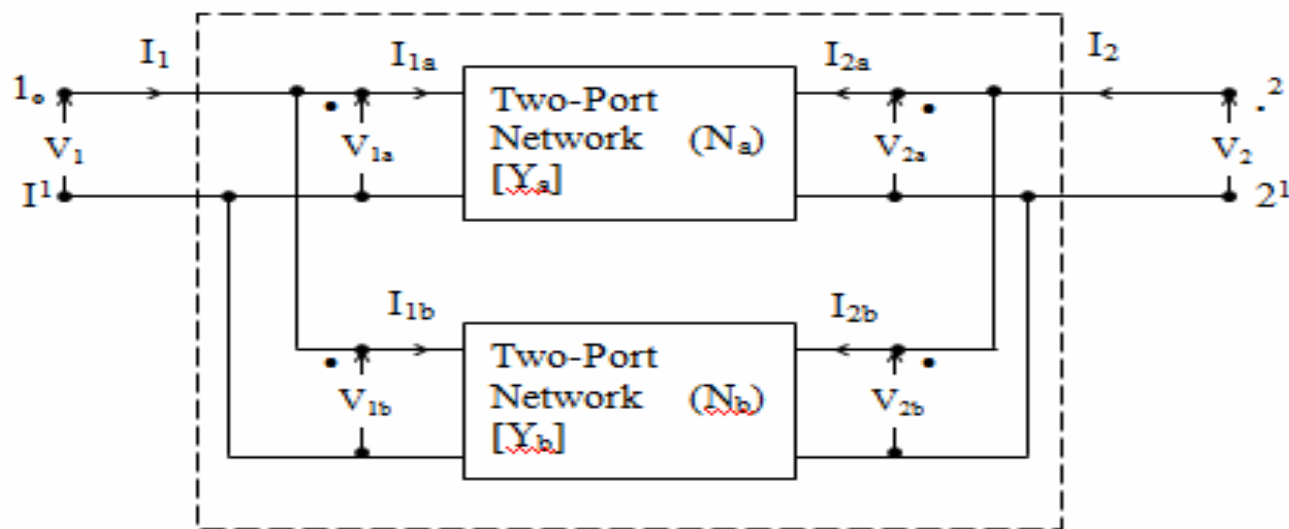 I₁ I₁ₐ I₂ₐ I₂
1ₒ Two-Port .²
V₁ V₁ₐ Network (Nₐ) V₂ₐ V₂
[Yₐ]
I¹ 2¹
I₁b I₂b
Two-Port
V₁b Network (Nb) V₂b
[Yb]